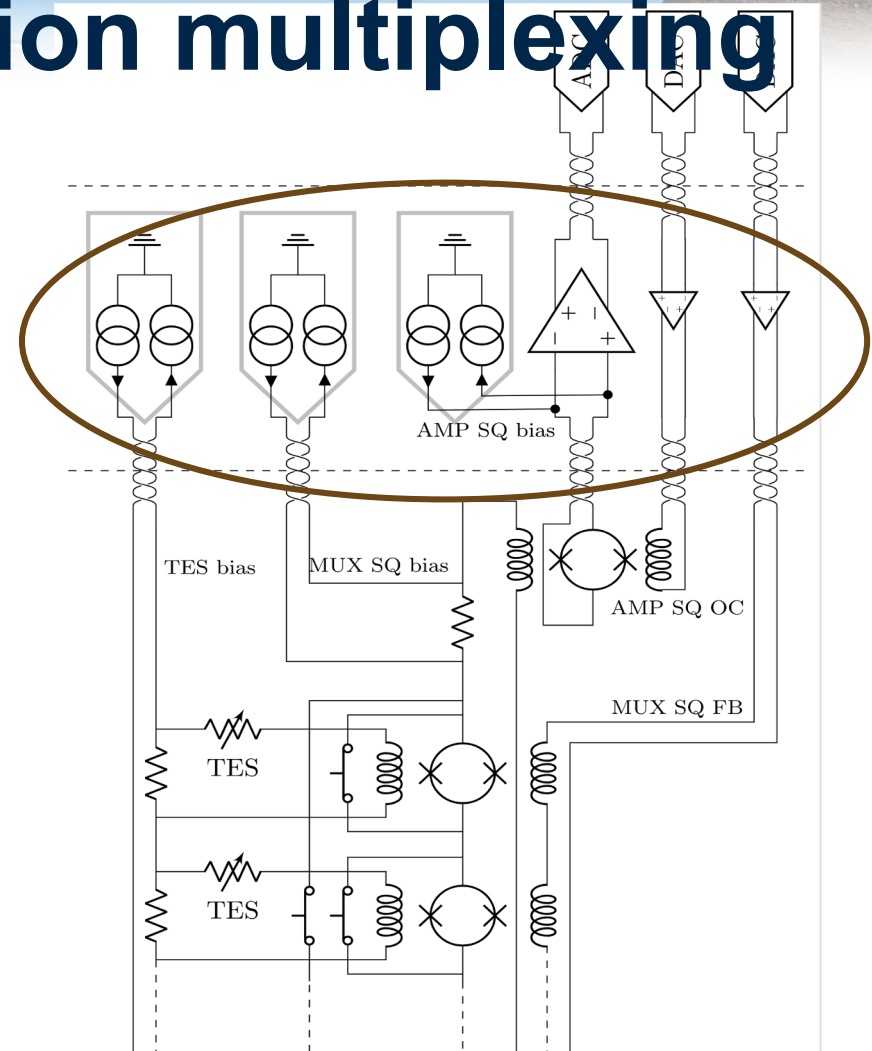 ion multiplexing
ADC
DAC
AMP SQ bias
TES bias
MUX SQ bias
AMP SQ OC
MUX SQ FB
TES
TES